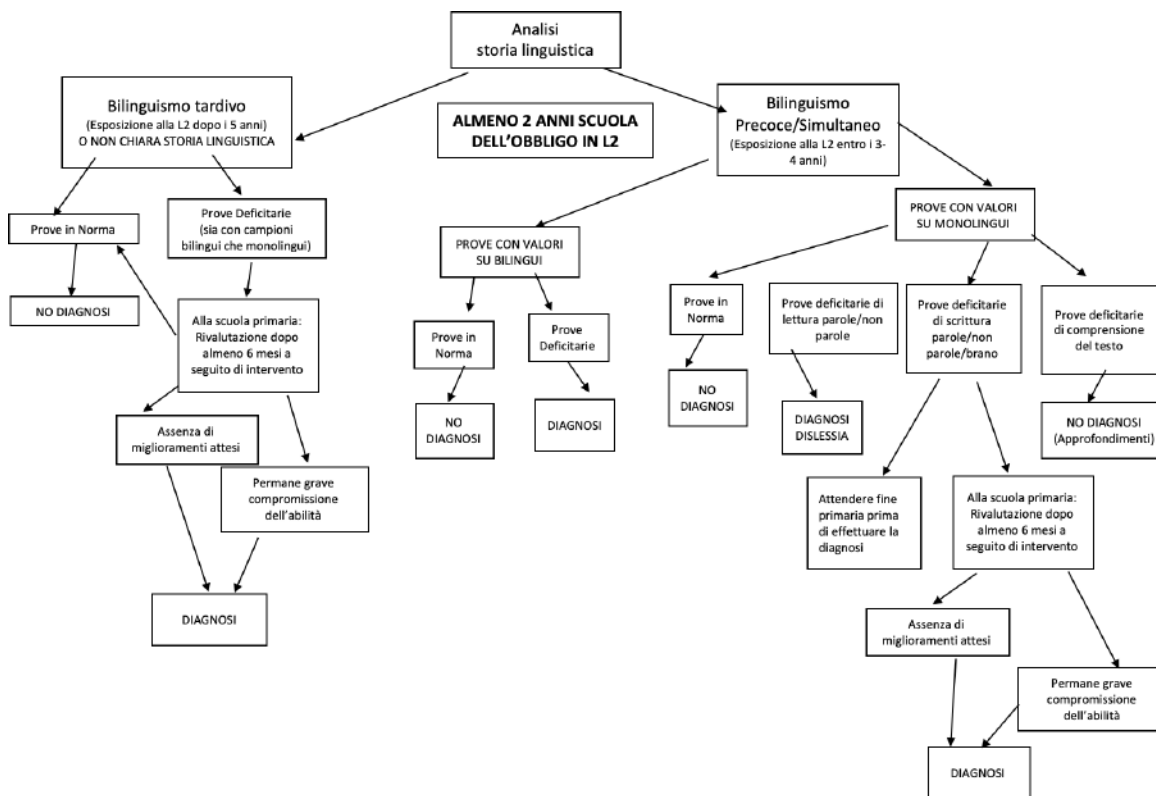 Analisi
storia linguistica
Bilinguismo tardivo
(Esposizione alla L2 dopo i 5 anni)
O NON CHIARA STORIA LINGUISTICA
ALMENO 2 ANNI SCUOLA
DELL'OBBLIGO IN L2
Bilinguismo
Precoce/Simultaneo
(Esposizione alla L2 entro i 3-
4 anni)
Prove in Norma
Prove Deficitarie
(sia con campioni
bilingui che monolingui)
NO DIAGNOSI
Alla scuola primaria:
Rivalutazione dopo
almeno 6 mesi a
seguito di intervento
Assenza di
miglioramenti attesi
Permane grave
compromissione
dell'abilità
DIAGNOSI
PROVE CON VALORI
SU BILINGUI
Prove in
Norma
Prove
Deficitarie
NO
DIAGNOSI
DIAGNOSI
PROVE CON VALORI
SU MONOLINGUI
Prove in
Norma
Prove deficitarie di
lettura parole/non
parole
Prove deficitarie
di scrittura
parole/non
parole/brano
Prove deficitarie
di comprensione
del testo
NO
DIAGNOSI
DIAGNOSI
DISLESSIA
NO DIAGNOSI
(Approfondimenti)
Attendere fine
primaria prima
di effettuare la
diagnosi
Alla scuola primaria:
Rivalutazione dopo
almeno 6 mesi a
seguito di intervento
Assenza di
miglioramenti attesi
Permane grave
compromissione
dell'abilità
DIAGNOSI